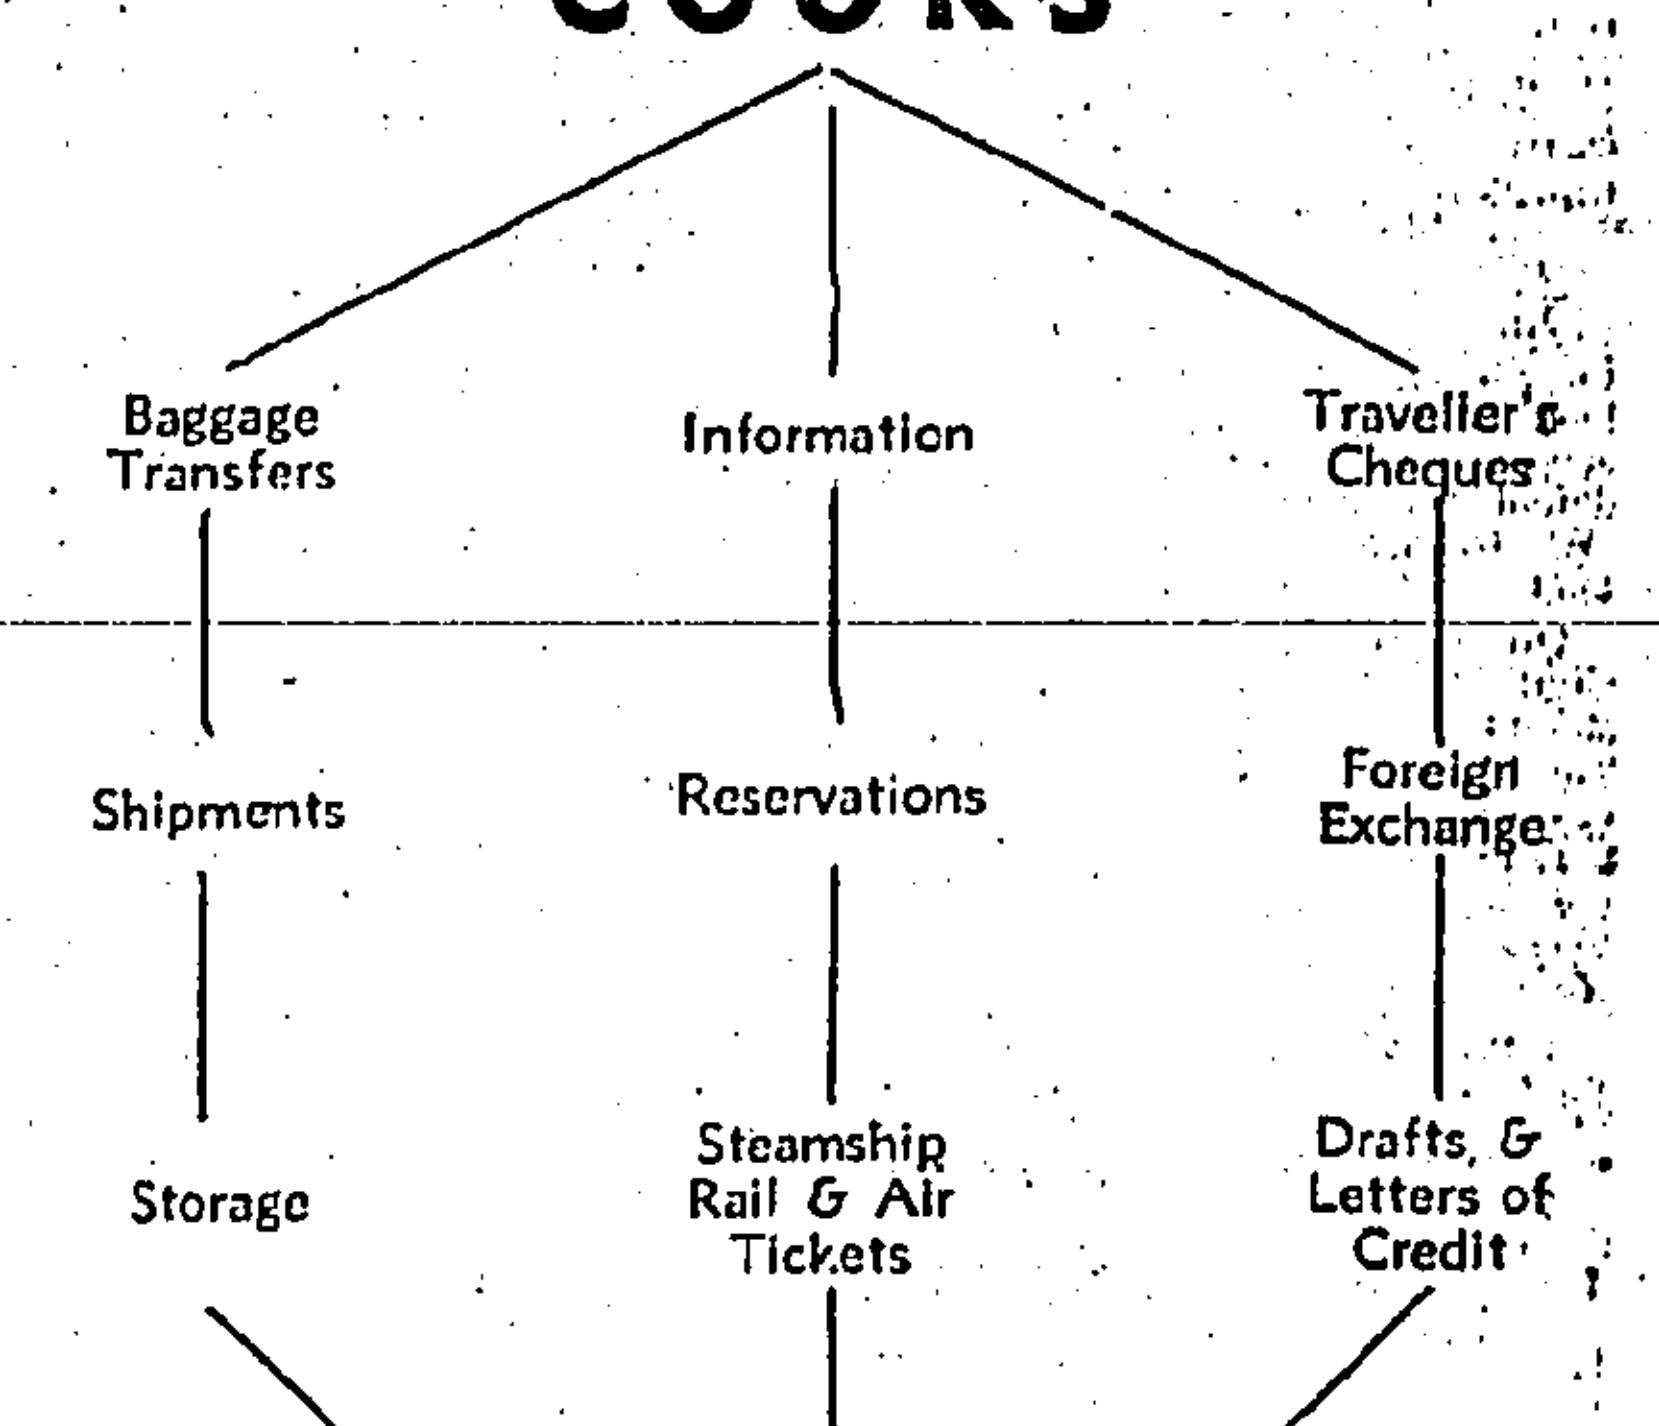 COOKS
Baggage
Transfers
Information
Traveller's
Cheques
Shipments
Reservations
Foreign
Exchange
Storage
Steamship
Rail & Air
Tickets
Drafts, &
Letters of
Credit